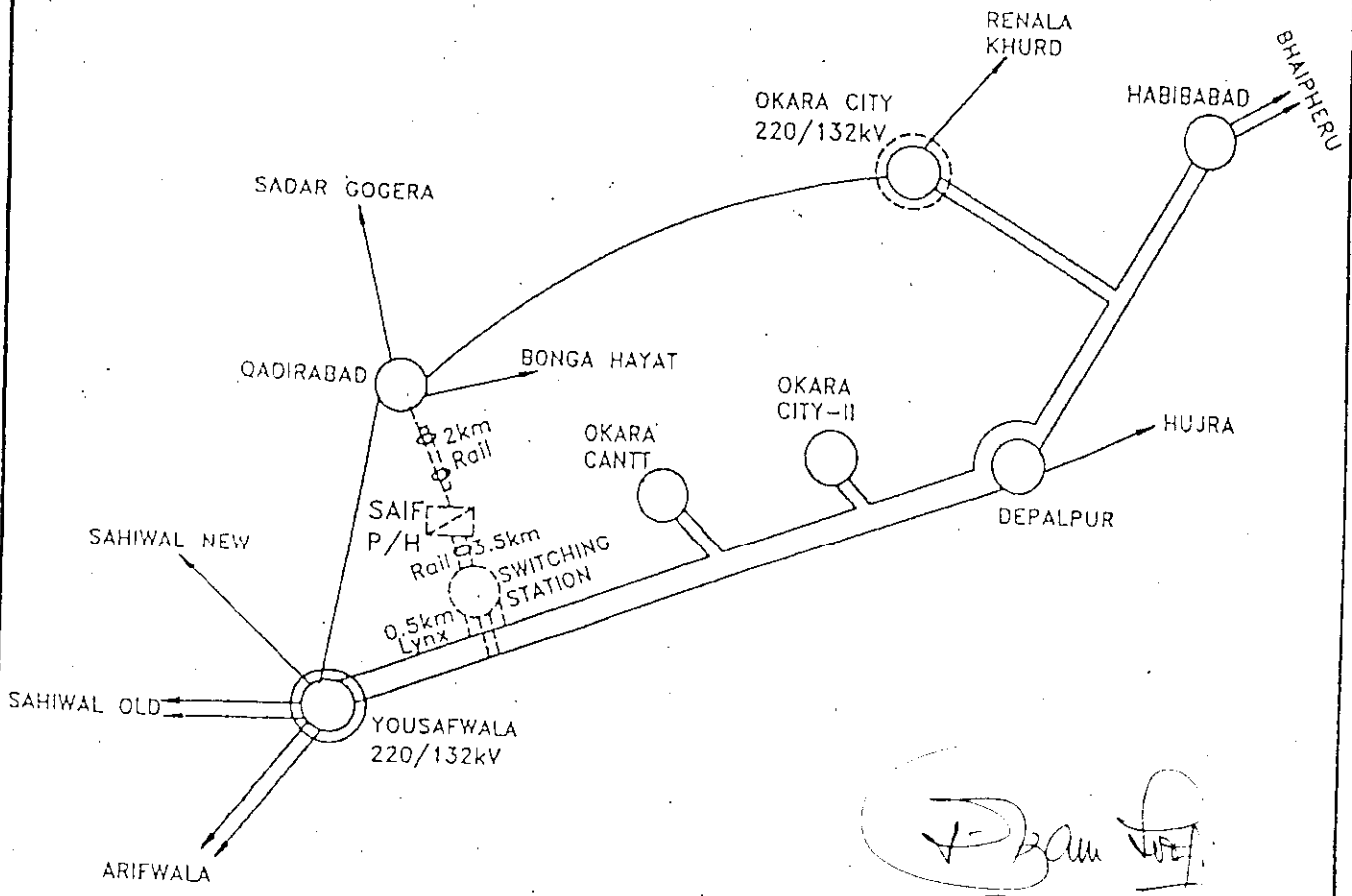 RENALA
KHURD
BHAIPHERU
OKARA CITY
220/132kV
HABIBABAD
SADAR GOGERA
QADIRABAD
BONGA HAYAT
OKARA
CITY-II
HUJRA
2km
Rail
OKARA
CANTT
DEPALPUR
SAIF
P/H
SAHIWAL NEW
3.5km
Rail
SWITCHING
STATION
0.5km
Lynx
SAHIWAL OLD
YOUSAFWALA
220/132kV
ARIFWALA